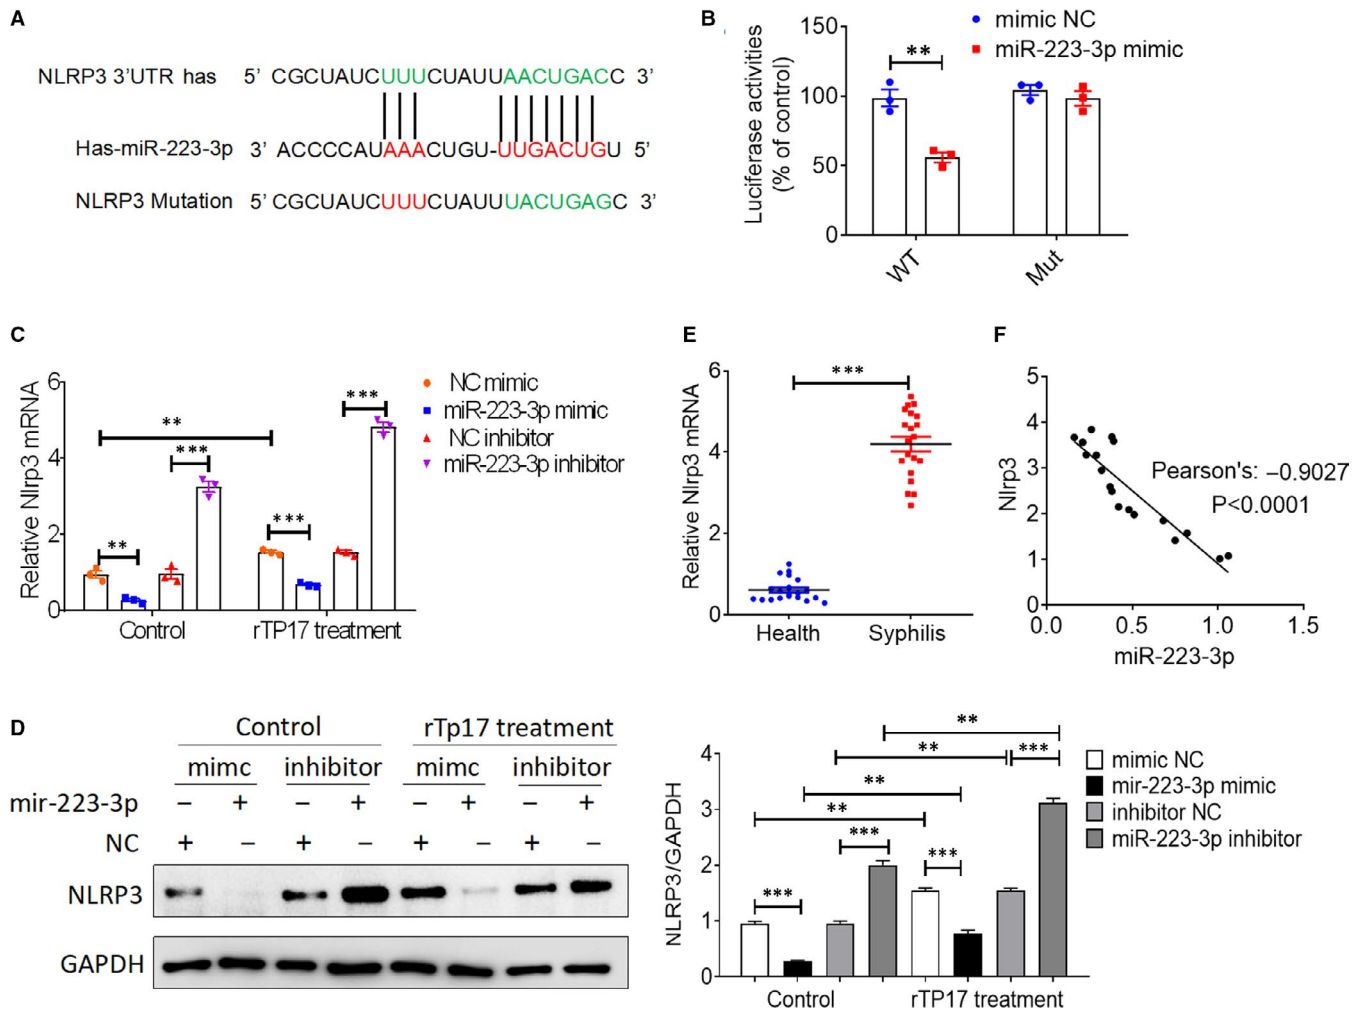 A
NLRP3 3'UTR has 5' CGCUAUCUUUCUAUUAACUGACC 3'
Has-miR-223-3p 3' ACCCCAUAAACUGU-UUGACUGU 5'
NLRP3 Mutation 5' CGCUAUCUUUCUAUUUACUGAGC 3'
B
Luciferase activities
(% of control)
150
100
50
0
**
mimic NC
miR-223-3p mimic
WT
Mut
C
Relative Nlrp3 mRNA
6
4
2
0
**
***
***
**
***
NC mimic
miR-223-3p mimic
NC inhibitor
miR-223-3p inhibitor
Control
rTP17 treatment
E
Relative Nlrp3 mRNA
6
4
2
0
***
Health
Syphilis
F
Nlrp3
5
4
3
2
1
0
Pearson's: –0.9027
P<0.0001
0.0 0.5 1.0 1.5
miR-223-3p
D
Control rTp17 treatment
mimc inhibitor mimc inhibitor
mir-223-3p – + – + – + – +
NC + – + – + – + –
NLRP3
GAPDH
NLRP3/GAPDH
4
3
2
1
0
**
**
***
**
**
***
***
***
mimic NC
mir-223-3p mimic
inhibitor NC
miR-223-3p inhibitor
Control
rTP17 treatment